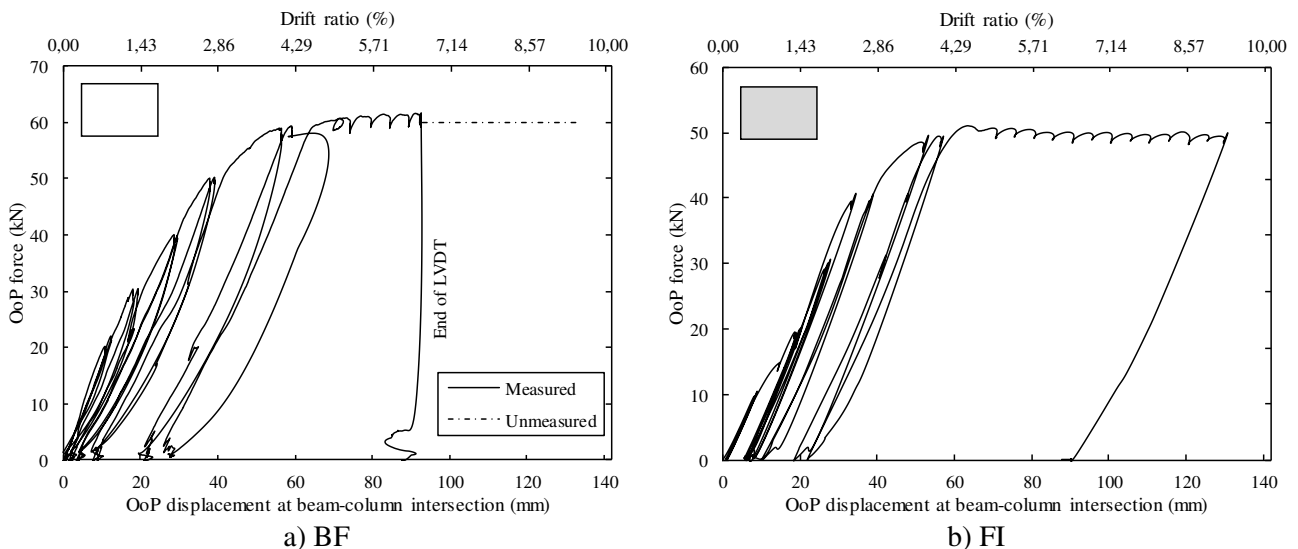 Drift ratio (%)
0,00 1,43 2,86 4,29 5,71 7,14 8,57 10,00
70
60
50
40
30
20
10
0
OoP force (kN)
End of LVDT
Measured
Unmeasured
0 20 40 60 80 100 120 140
OoP displacement at beam-column intersection (mm)
a) BF
Drift ratio (%)
0,00 1,43 2,86 4,29 5,71 7,14 8,57 10,00
60
50
40
30
20
10
0
OoP force (kN)
0 20 40 60 80 100 120 140
OoP displacement at beam-column intersection (mm)
b) FI